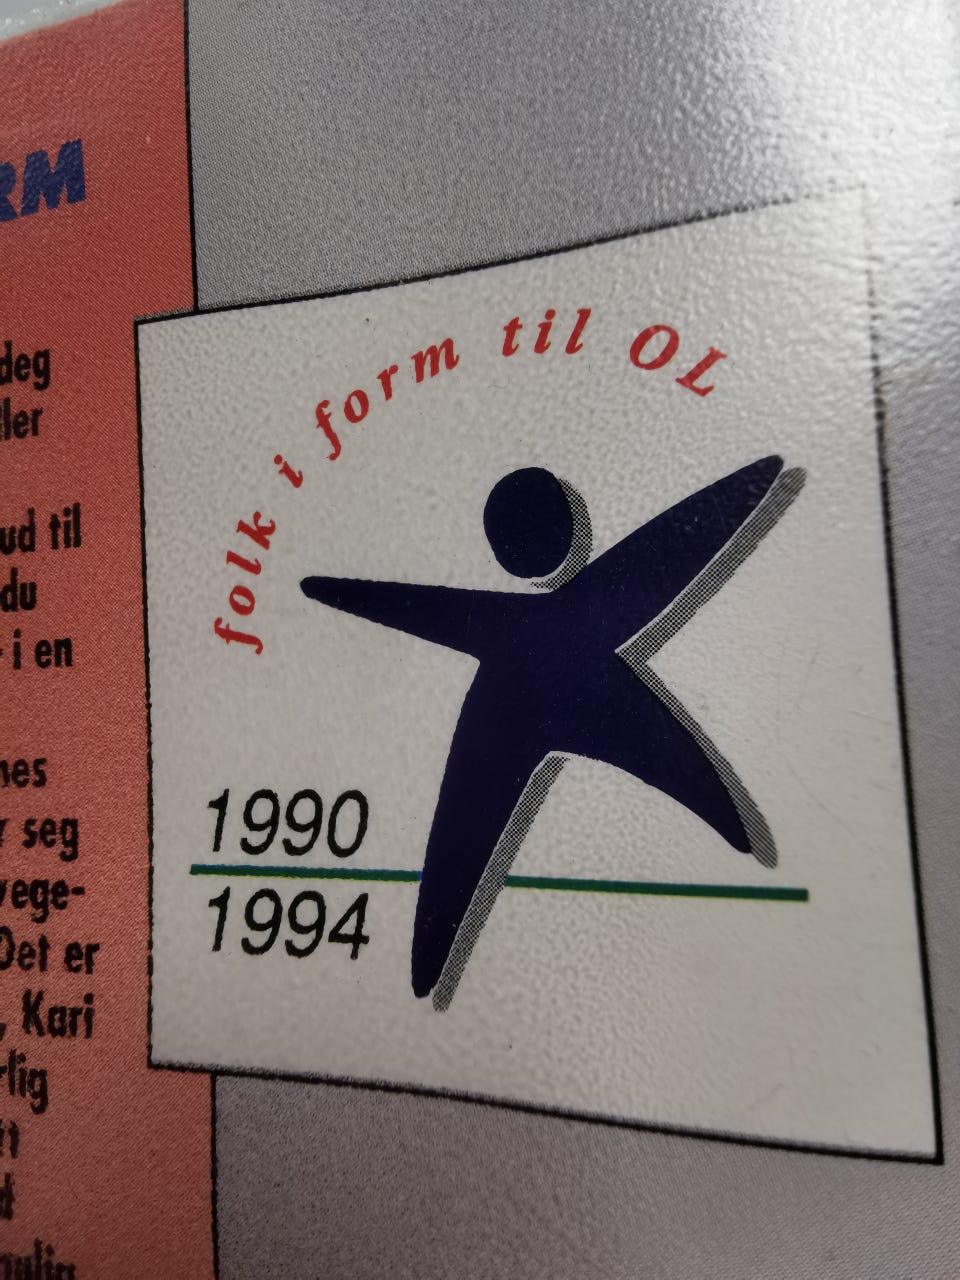 RM
deg
ller
ud til
du
- i en
nes
r seg
vege-
Det er
, Kari
rlig
folk i form til OL
1990
1994